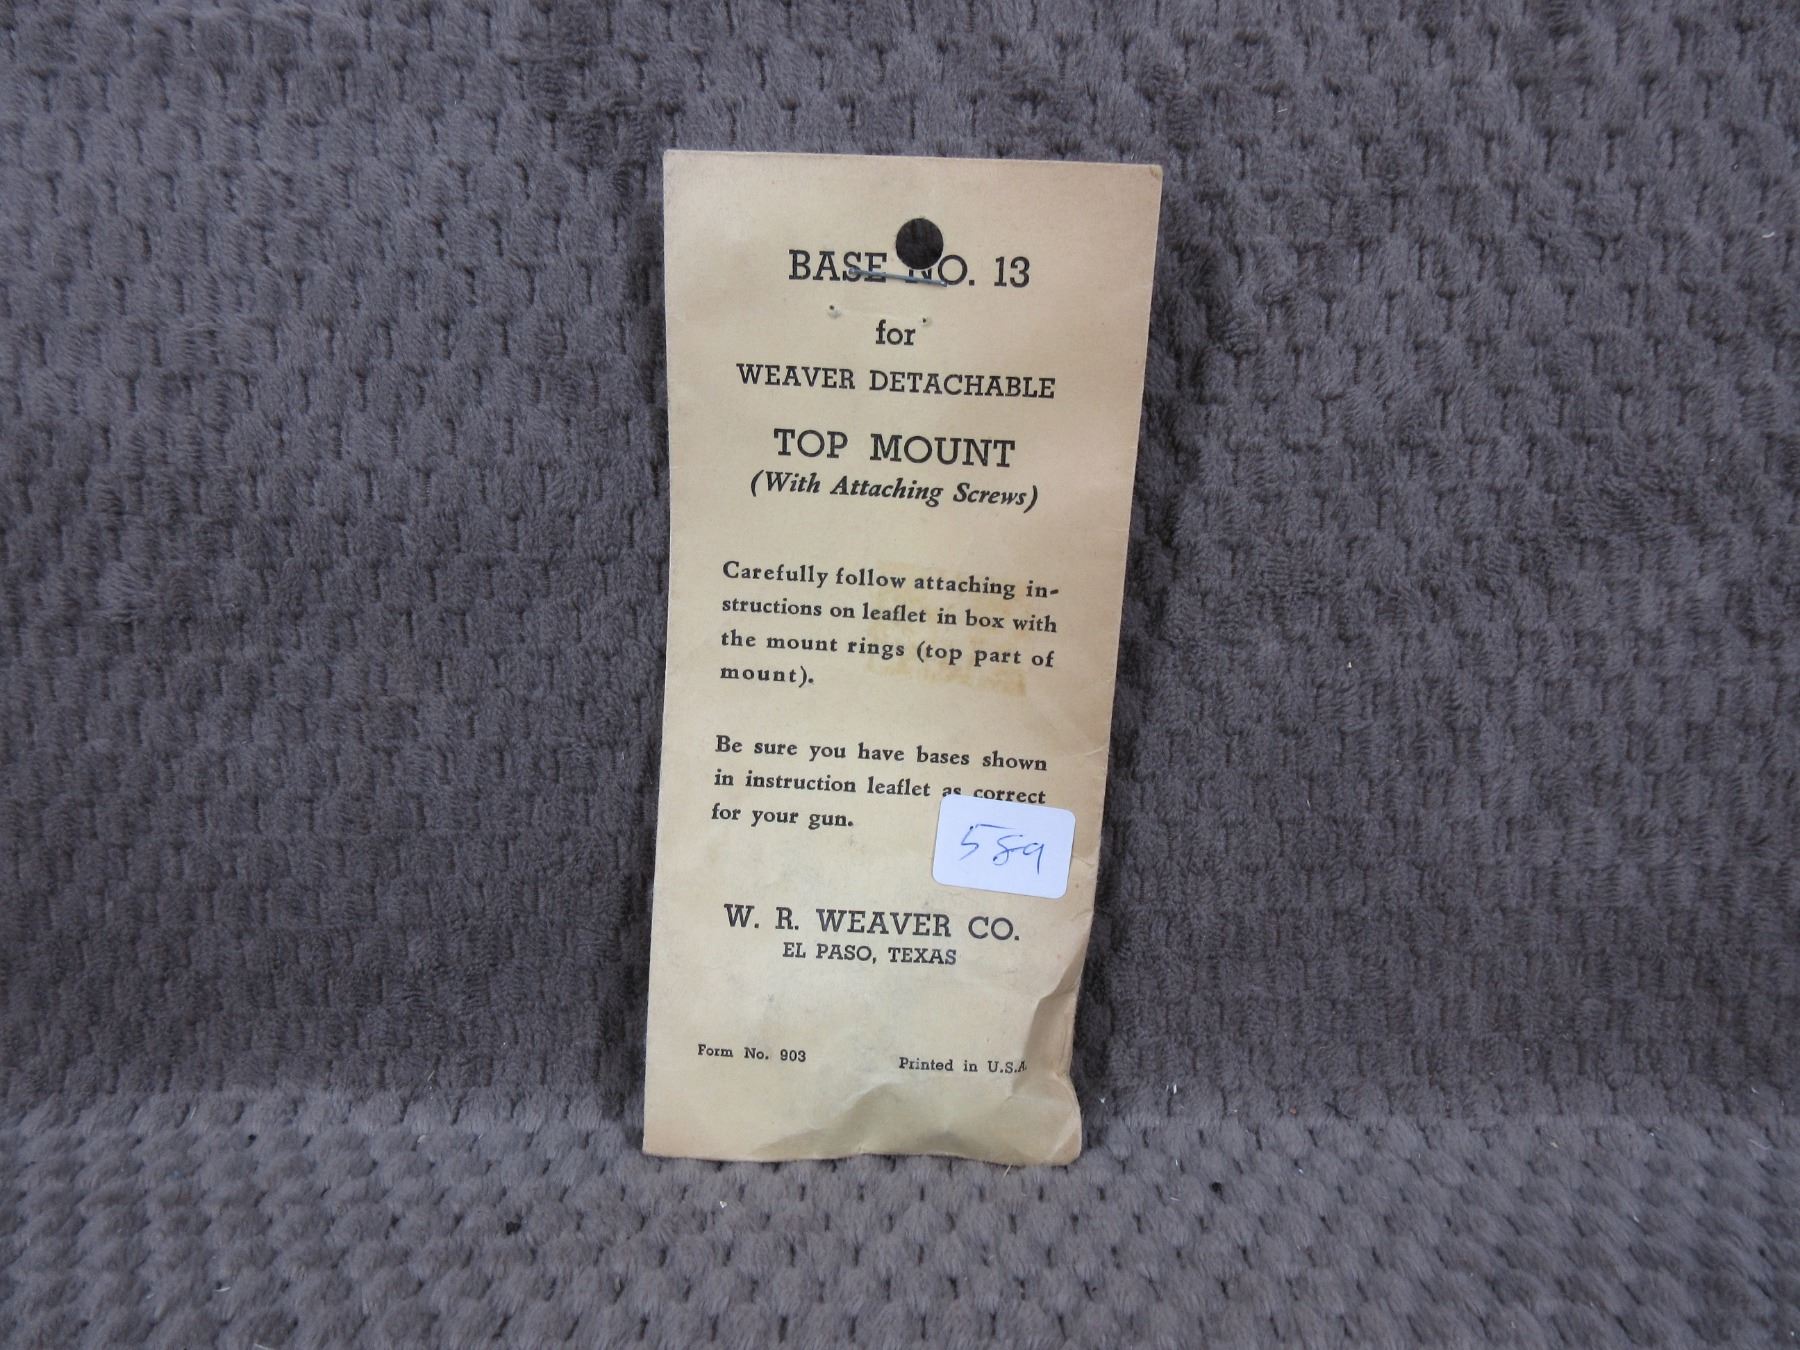 BASE NO. 13
for
WEAVER DETACHABLE
TOP MOUNT
(With Attaching Screws)
Carefully follow attaching in-
structions on leaflet in box with
the mount rings (top part of
mount).
Be sure you have bases shown
in instruction leaflet as correct
for your gun.
589
W. R. WEAVER CO.
EL PASO, TEXAS
Form No. 903
Printed in U.S.A.